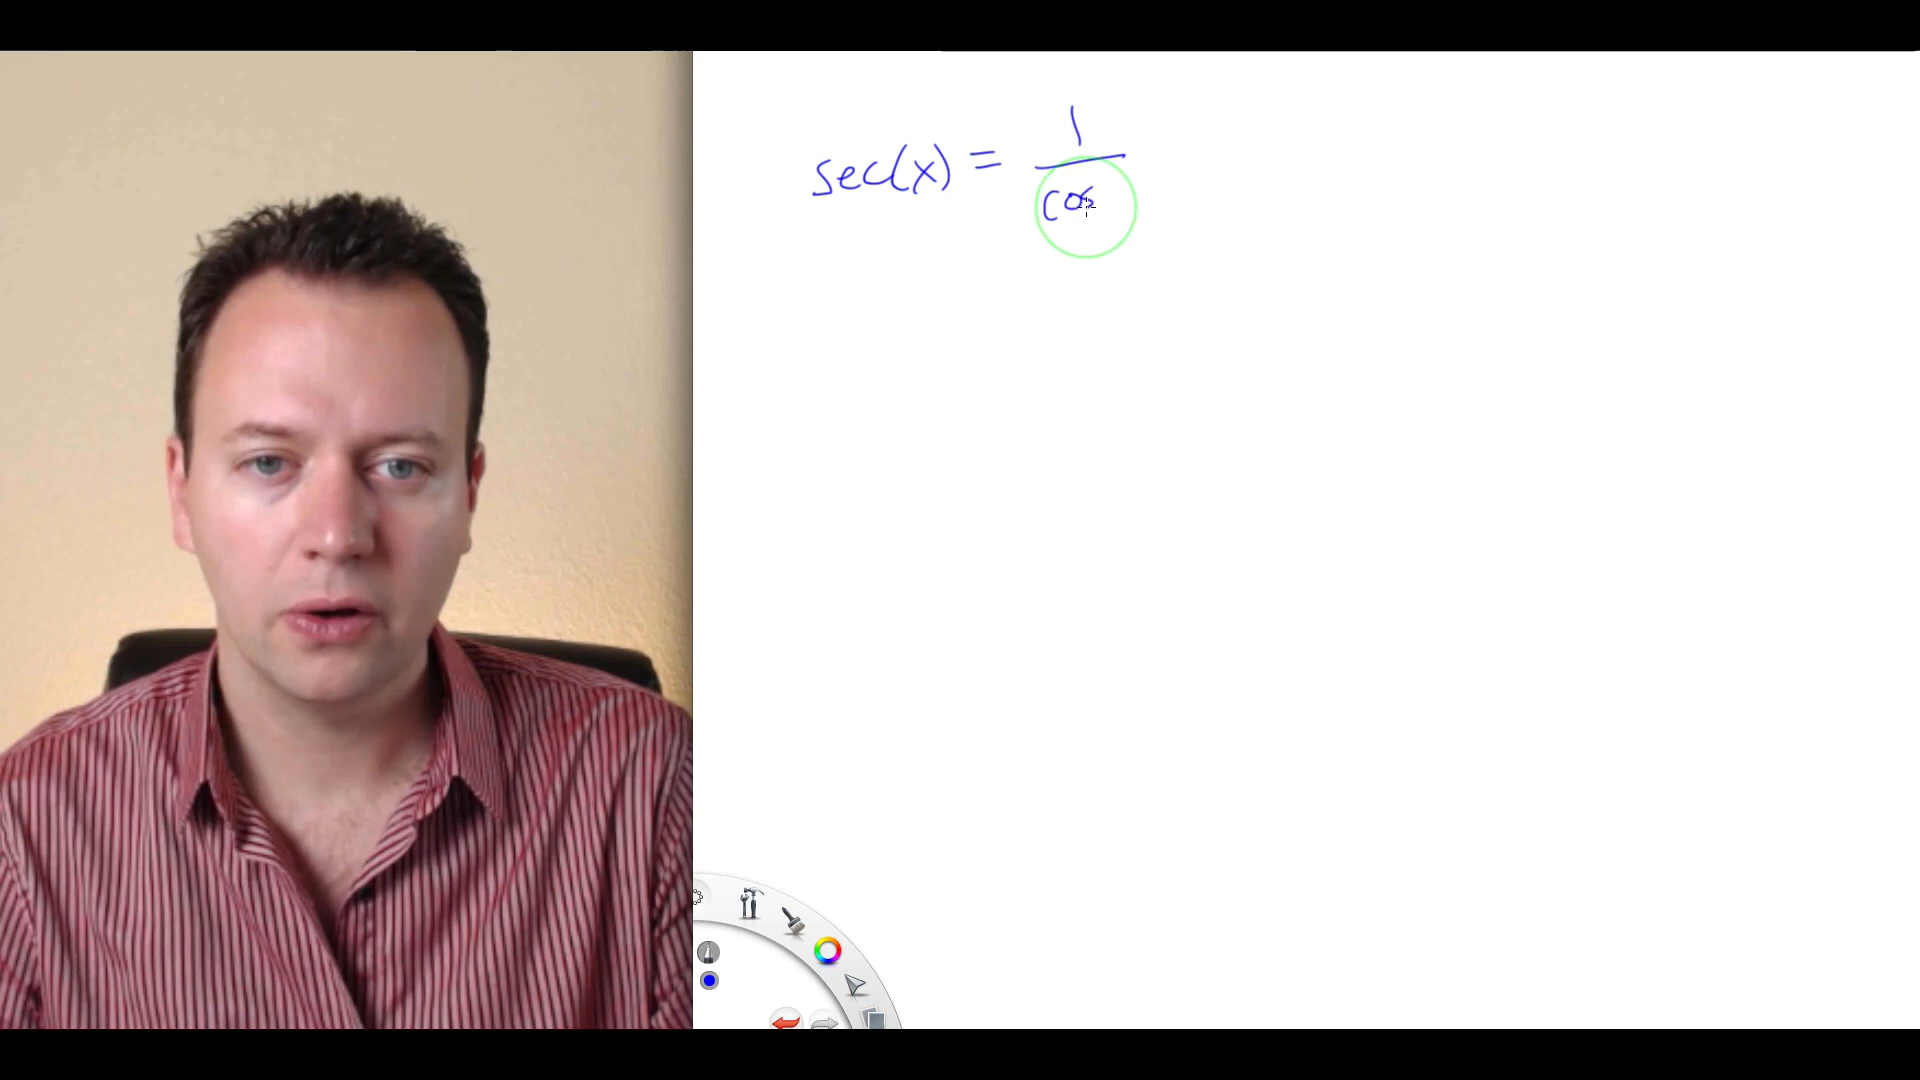 sec(x) = 1/cos